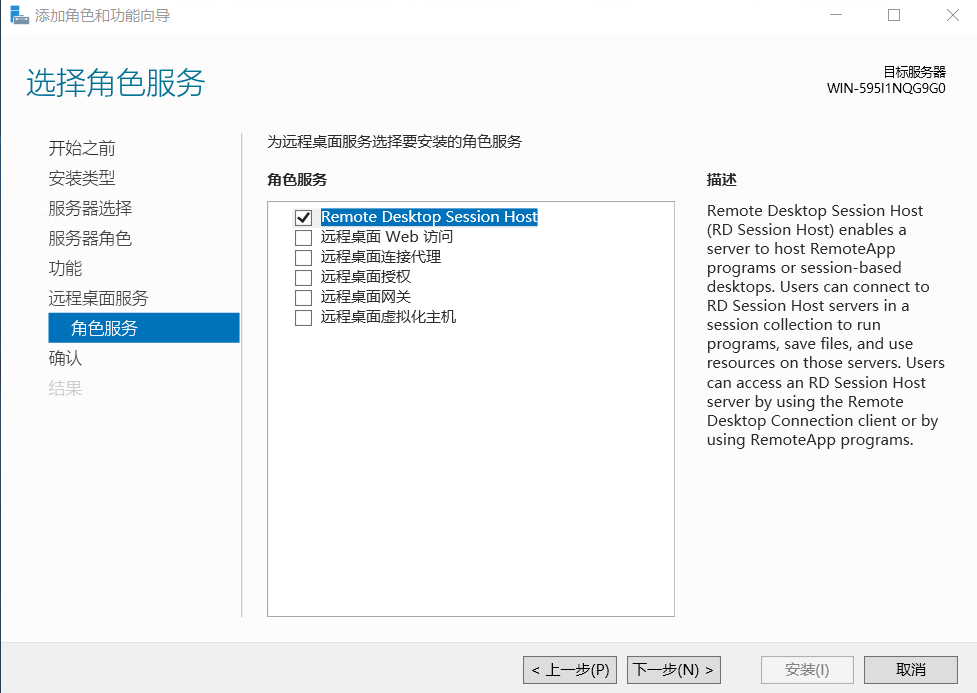 添加角色和功能向导
选择角色服务
目标服务器
WIN-595I1NQG9G0
开始之前
安装类型
服务器选择
服务器角色
功能
远程桌面服务
角色服务
确认
结果
为远程桌面服务选择要安装的角色服务
角色服务
Remote Desktop Session Host
远程桌面 Web 访问
远程桌面连接代理
远程桌面授权
远程桌面网关
远程桌面虚拟化主机
描述
Remote Desktop Session Host
(RD Session Host) enables a
server to host RemoteApp
programs or session-based
desktops. Users can connect to
RD Session Host servers in a
session collection to run
programs, save files, and use
resources on those servers. Users
can access an RD Session Host
server by using the Remote
Desktop Connection client or by
using RemoteApp programs.
< 上一步(P)
下一步(N) >
安装(I)
取消